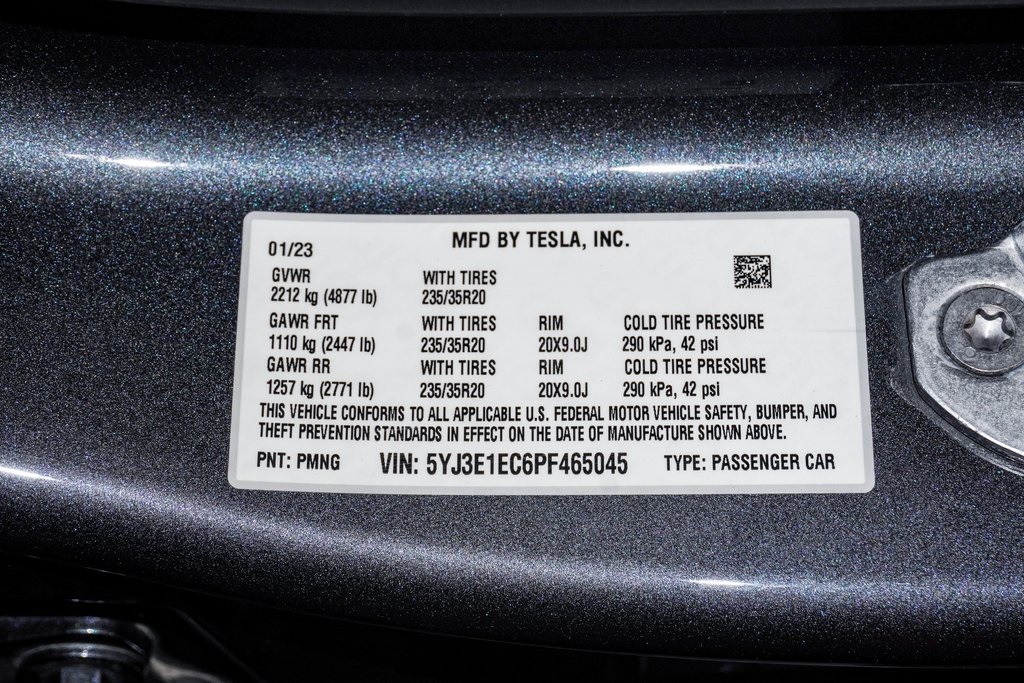 MFD BY TESLA, INC.
01/23
GVWR WITH TIRES
2212 kg (4877 lb) 235/35R20
GAWR FRT WITH TIRES RIM COLD TIRE PRESSURE
1110 kg (2447 lb) 235/35R20 20X9.0J 290 kPa, 42 psi
GAWR RR WITH TIRES RIM COLD TIRE PRESSURE
1257 kg (2771 lb) 235/35R20 20X9.0J 290 kPa, 42 psi
THIS VEHICLE CONFORMS TO ALL APPLICABLE U.S. FEDERAL MOTOR VEHICLE SAFETY, BUMPER, AND
THEFT PREVENTION STANDARDS IN EFFECT ON THE DATE OF MANUFACTURE SHOWN ABOVE.
PNT: PMNG VIN: 5YJ3E1EC6PF465045 TYPE: PASSENGER CAR